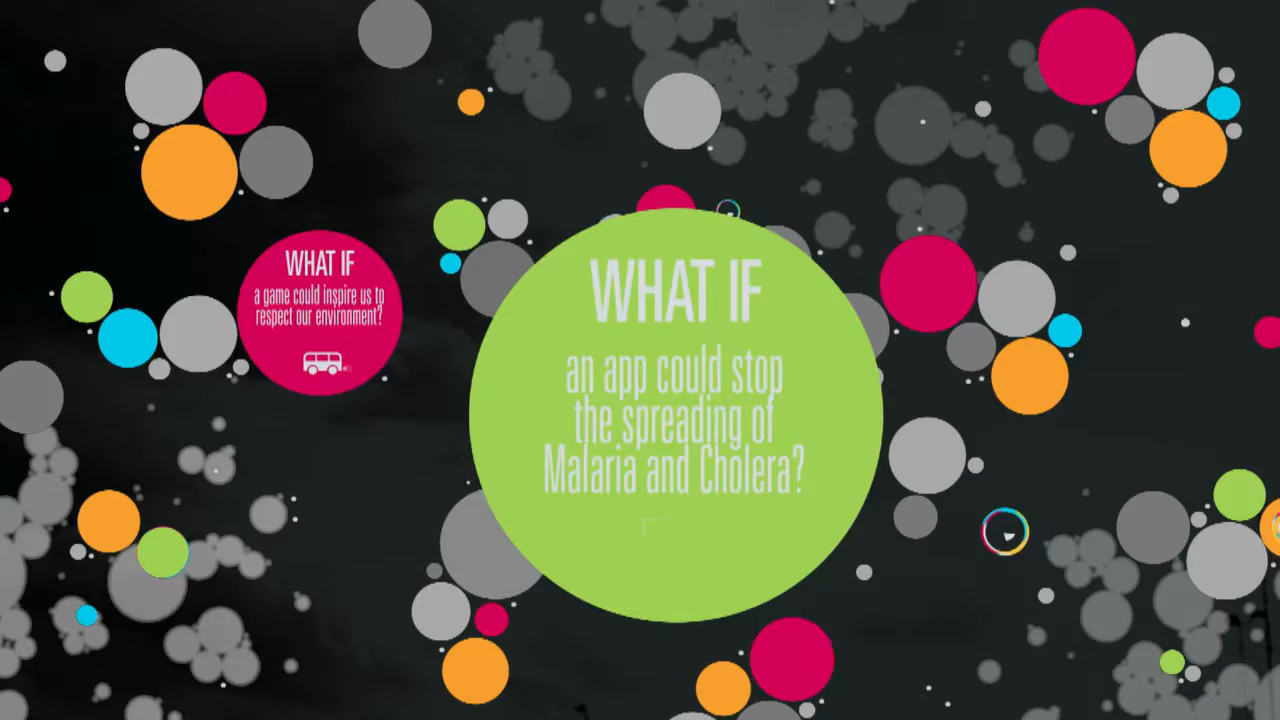 WHAT IF
a game could inspire us to
respect our environment?
WHAT IF
an app could stop
the spreading of
Malaria and Cholera?